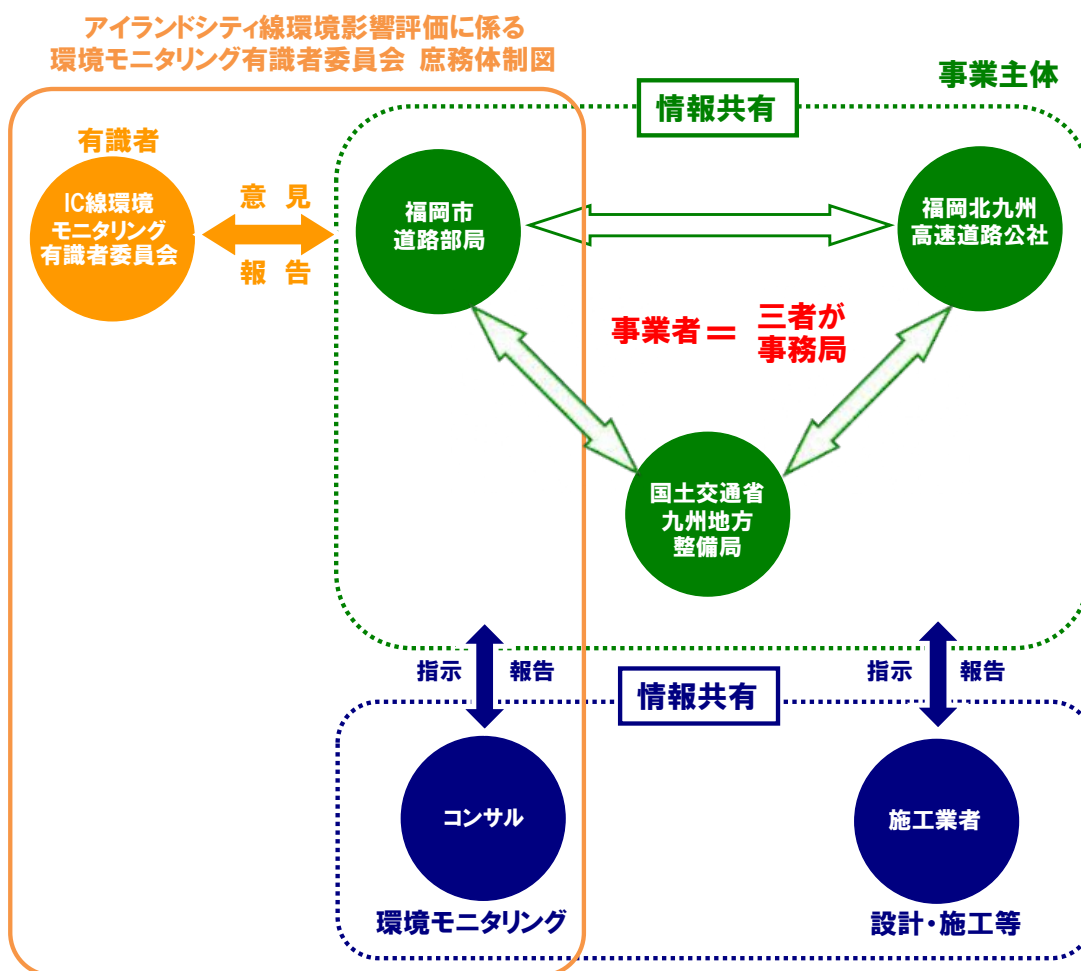 アイランドシティ線環境影響評価に係る
環境モニタリング有識者委員会 庶務体制図
事業主体
情報共有
有識者
IC線環境
モニタリング
有識者委員会
意 見
報 告
福岡市
道路部局
福岡北九州
高速道路公社
事業者＝
三者が
事務局
国土交通省
九州地方
整備局
指示 報告
指示 報告
情報共有
コンサル
施工業者
環境モニタリング
設計・施工等